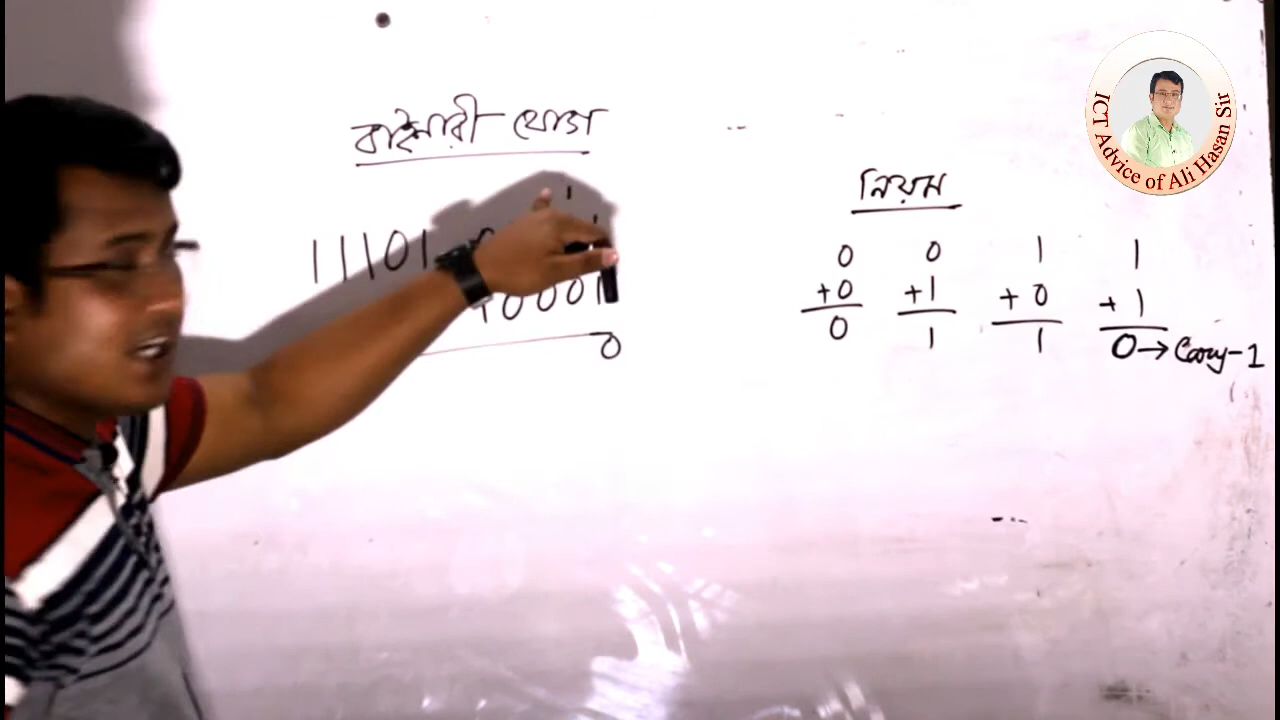 বাইনারী যোগ
11101
10001
0
নিয়ম
0 0 1 1
+0 +1 +0 +1
0 1 1 0→Carry-1
ICT Advice of Ali Hasan Sir